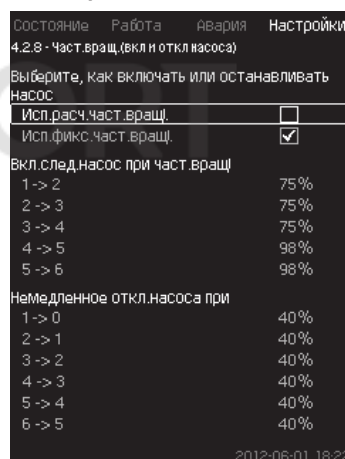 Состояние Работа Авария Настройки
4.2.8 - Част.вращ.(вкл и откл насоса)
Выберите, как включать или останавливать
насос
Исп.расч.част.вращ.
Исп.фикс.част.вращ.
Вкл.след.насос при част.вращ
1 -> 2 75%
2 -> 3 75%
3 -> 4 75%
4 -> 5 98%
5 -> 6 98%
Немедленное откл.насоса при
1 -> 0 40%
2 -> 1 40%
3 -> 2 40%
4 -> 3 40%
5 -> 4 40%
6 -> 5 40%
2012-06-01 18:22